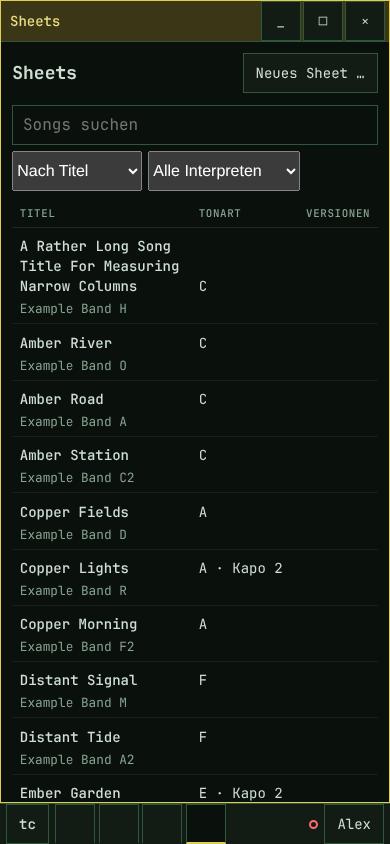 Sheets
Sheets
Neues Sheet …
Songs suchen
Nach Titel
Alle Interpreten
TITEL TONART VERSIONEN
A Rather Long Song
Title For Measuring
Narrow Columns C
Example Band H
Amber River C
Example Band O
Amber Road C
Example Band A
Amber Station C
Example Band C2
Copper Fields A
Example Band D
Copper Lights A · Kapo 2
Example Band R
Copper Morning A
Example Band F2
Distant Signal F
Example Band M
Distant Tide F
Example Band A2
Ember Garden E · Kapo 2
tc Alex